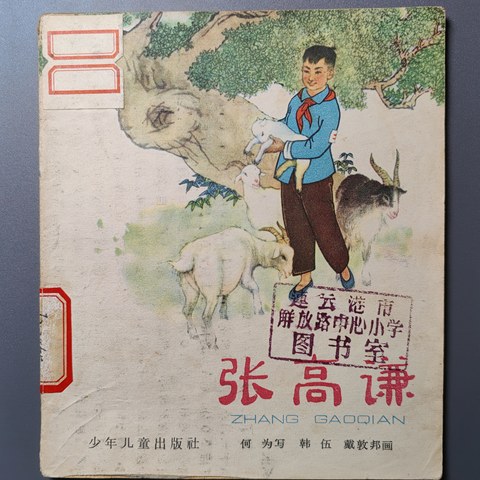 连云港市
解放路中心小学
图书室
张高谦
ZHANG GAOQIAN
少年儿童出版社 何为写 韩伍 戴敦邦画